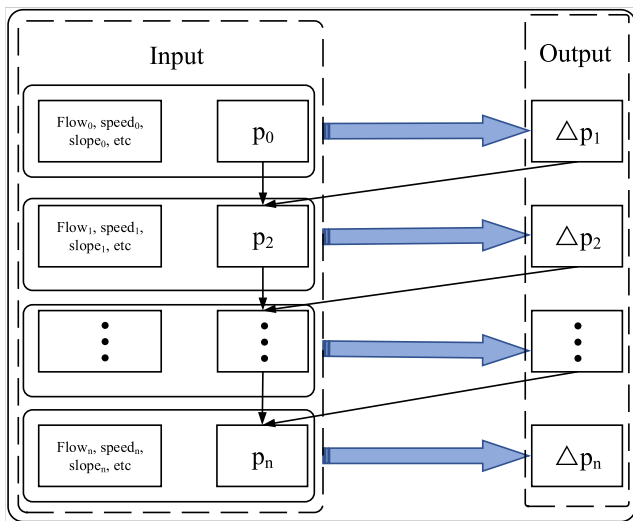 Input
Output
Flow₀, speed₀,
slope₀, etc
p₀
△p₁
Flow₁, speed₁,
slope₁, etc
p₂
△p₂
Flowₙ, speedₙ,
slopeₙ, etc
pₙ
△pₙ